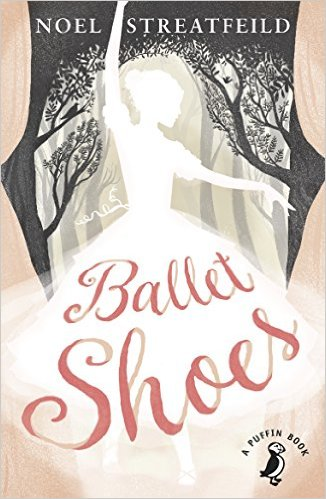 NOEL STREATFEILD
Ballet
Shoes
A PUFFIN BOOK